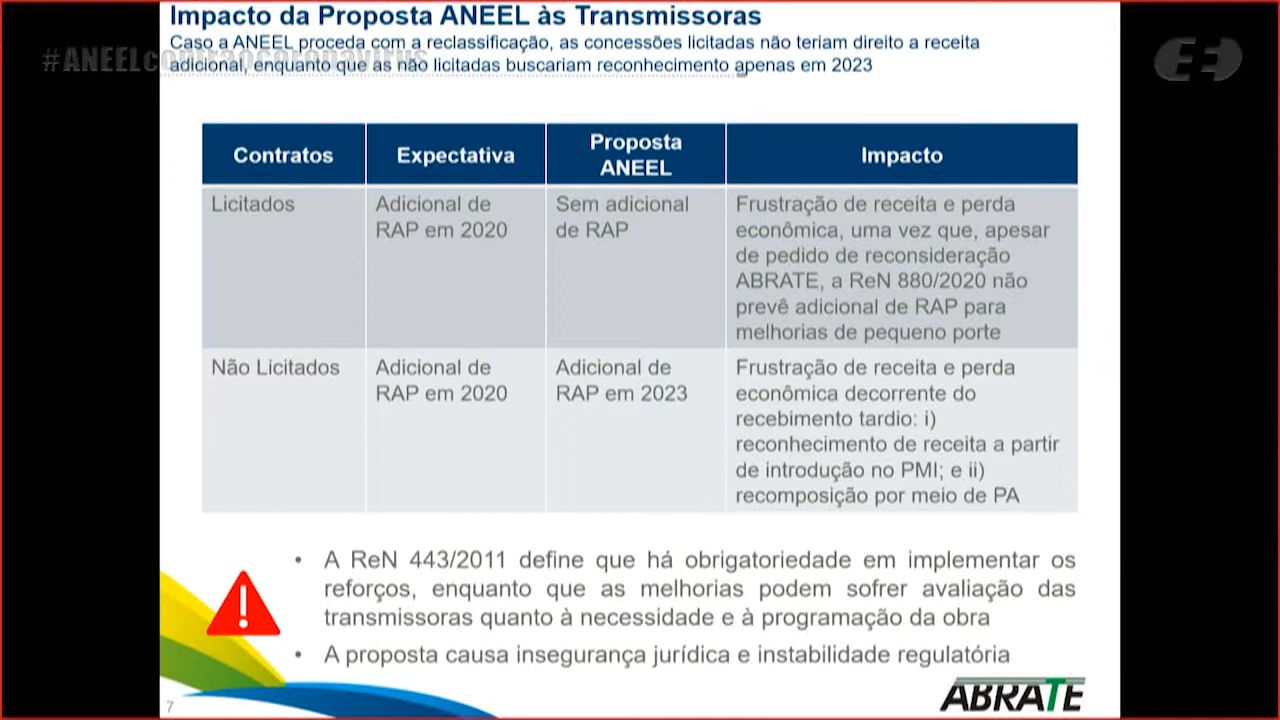 Impacto da Proposta ANEEL às Transmissoras
Caso a ANEEL proceda com a reclassificação, as concessões licitadas não teriam direito a receita
#ANEELcontraocoronavírus
adicional, enquanto que as não licitadas buscariam reconhecimento apenas em 2023
Contratos
Expectativa
Proposta
ANEEL
Impacto
Licitados
Adicional de
RAP em 2020
Sem adicional
de RAP
Frustração de receita e perda
econômica, uma vez que, apesar
de pedido de reconsideração
ABRATE, a ReN 880/2020 não
prevê adicional de RAP para
melhorias de pequeno porte
Não Licitados
Adicional de
RAP em 2020
Adicional de
RAP em 2023
Frustração de receita e perda
econômica decorrente do
recebimento tardio: i)
reconhecimento de receita a partir
de introdução no PMI; e ii)
recomposição por meio de PA
• A ReN 443/2011 define que há obrigatoriedade em implementar os
reforços, enquanto que as melhorias podem sofrer avaliação das
transmissoras quanto à necessidade e à programação da obra
• A proposta causa insegurança jurídica e instabilidade regulatória
7
ABRATE